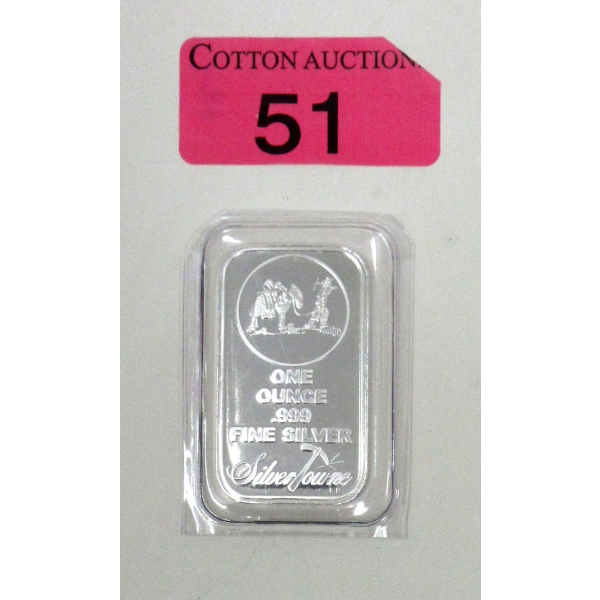 COTTON AUCTION
51
ONE
OUNCE
.999
FINE SILVER
SilverTowne